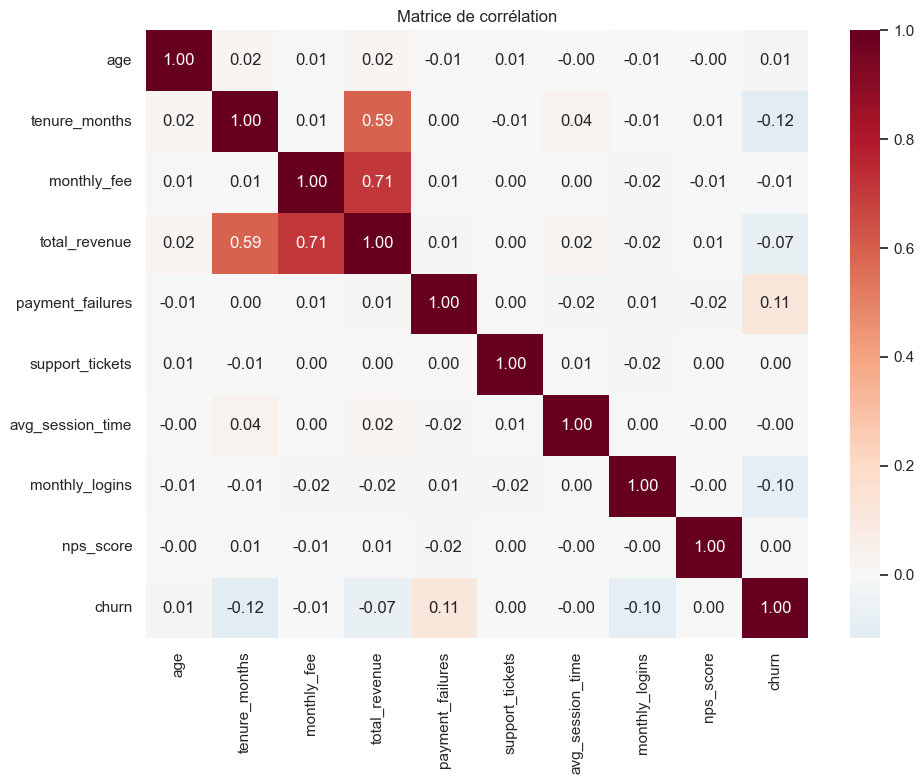 Matrice de corrélation
age 1.00 0.02 0.01 0.02 -0.01 0.01 -0.00 -0.01 -0.00 0.01
tenure_months 0.02 1.00 0.01 0.59 0.00 -0.01 0.04 -0.01 0.01 -0.12
monthly_fee 0.01 0.01 1.00 0.71 0.01 0.00 0.00 -0.02 -0.01 -0.01
total_revenue 0.02 0.59 0.71 1.00 0.01 0.00 0.02 -0.02 0.01 -0.07
payment_failures -0.01 0.00 0.01 0.01 1.00 0.00 -0.02 0.01 -0.02 0.11
support_tickets 0.01 -0.01 0.00 0.00 0.00 1.00 0.01 -0.02 0.00 0.00
avg_session_time -0.00 0.04 0.00 0.02 -0.02 0.01 1.00 0.00 -0.00 -0.00
monthly_logins -0.01 -0.01 -0.02 -0.02 0.01 -0.02 0.00 1.00 -0.00 -0.10
nps_score -0.00 0.01 -0.01 0.01 -0.02 0.00 -0.00 -0.00 1.00 0.00
churn 0.01 -0.12 -0.01 -0.07 0.11 0.00 -0.00 -0.10 0.00 1.00
age
tenure_months
monthly_fee
total_revenue
payment_failures
support_tickets
avg_session_time
monthly_logins
nps_score
churn
1.0
0.8
0.6
0.4
0.2
0.0